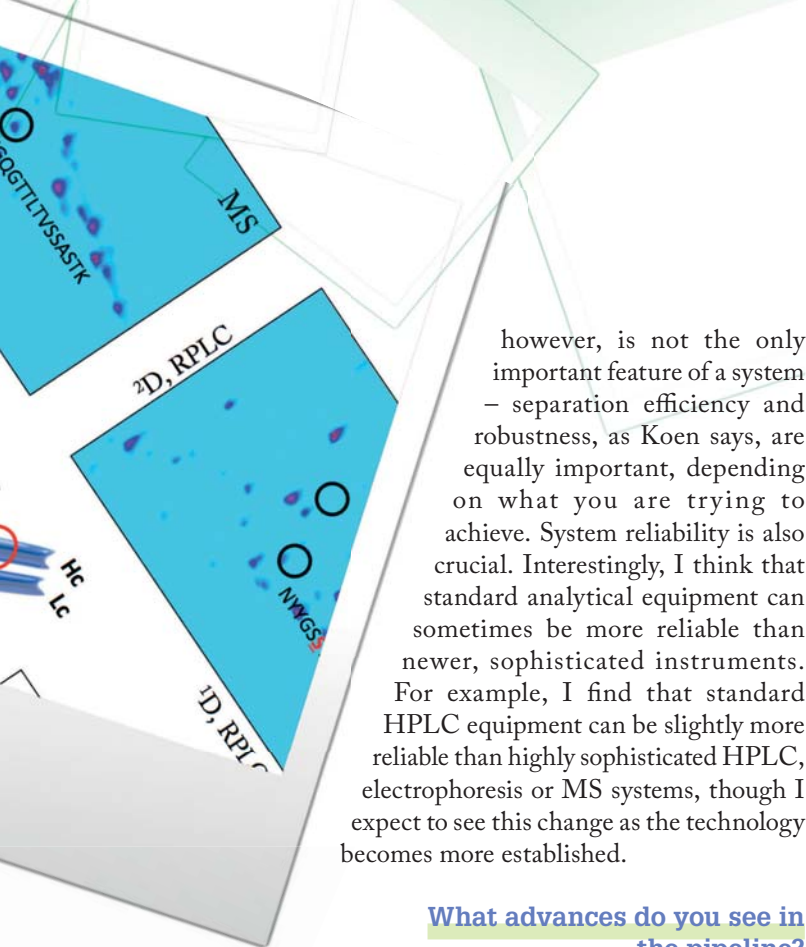 GQGTTLTVSSASTK
MS
²D, RPLC
Hc
Lc
NYYGSS
¹D, RPLC
however, is not the only
important feature of a system
– separation efficiency and
robustness, as Koen says, are
equally important, depending
on what you are trying to
achieve. System reliability is also
crucial. Interestingly, I think that
standard analytical equipment can
sometimes be more reliable than
newer, sophisticated instruments.
For example, I find that standard
HPLC equipment can be slightly more
reliable than highly sophisticated HPLC,
electrophoresis or MS systems, though I
expect to see this change as the technology
becomes more established.
What advances do you see in
the pipeline?